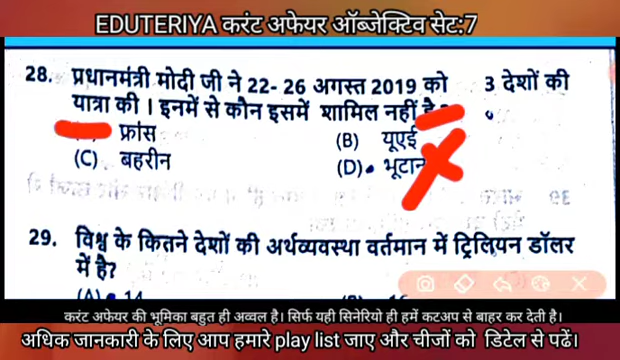 EDUTERIYA करंट अफेयर ऑब्जेक्टिव सेट:7
28. प्रधानमंत्री मोदी जी ने 22- 26 अगस्त 2019 को 3 देशों की
यात्रा की । इनमें से कौन इसमें शामिल नहीं है
फ्रांस (B) यूएई
(C) बहरीन (D) भूटान
29. विश्व के कितने देशों की अर्थव्यवस्था वर्तमान में ट्रिलियन डॉलर
में है?
(A) 14
करंट अफेयर की भूमिका बहुत ही अव्वल है। सिर्फ यही सिनेरियो ही हमें कटअप से बाहर कर देती है।
अधिक जानकारी के लिए आप हमारे play list जाए और चीजों को डिटेल से पढें।